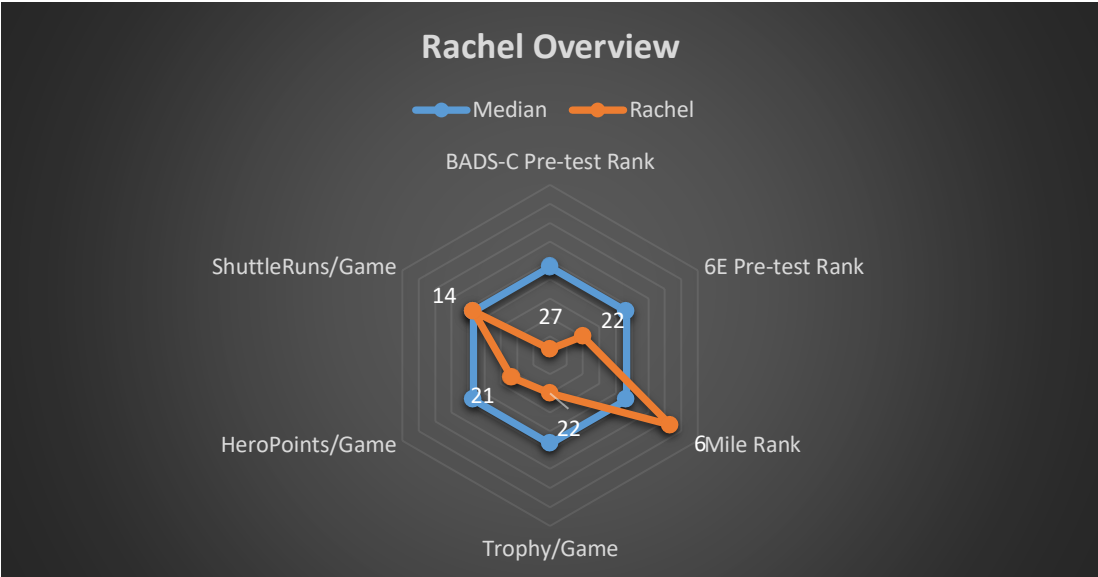 Rachel Overview
Median Rachel
BADS-C Pre-test Rank
ShuttleRuns/Game
6E Pre-test Rank
14
27
22
21
22
HeroPoints/Game
6
Mile Rank
Trophy/Game